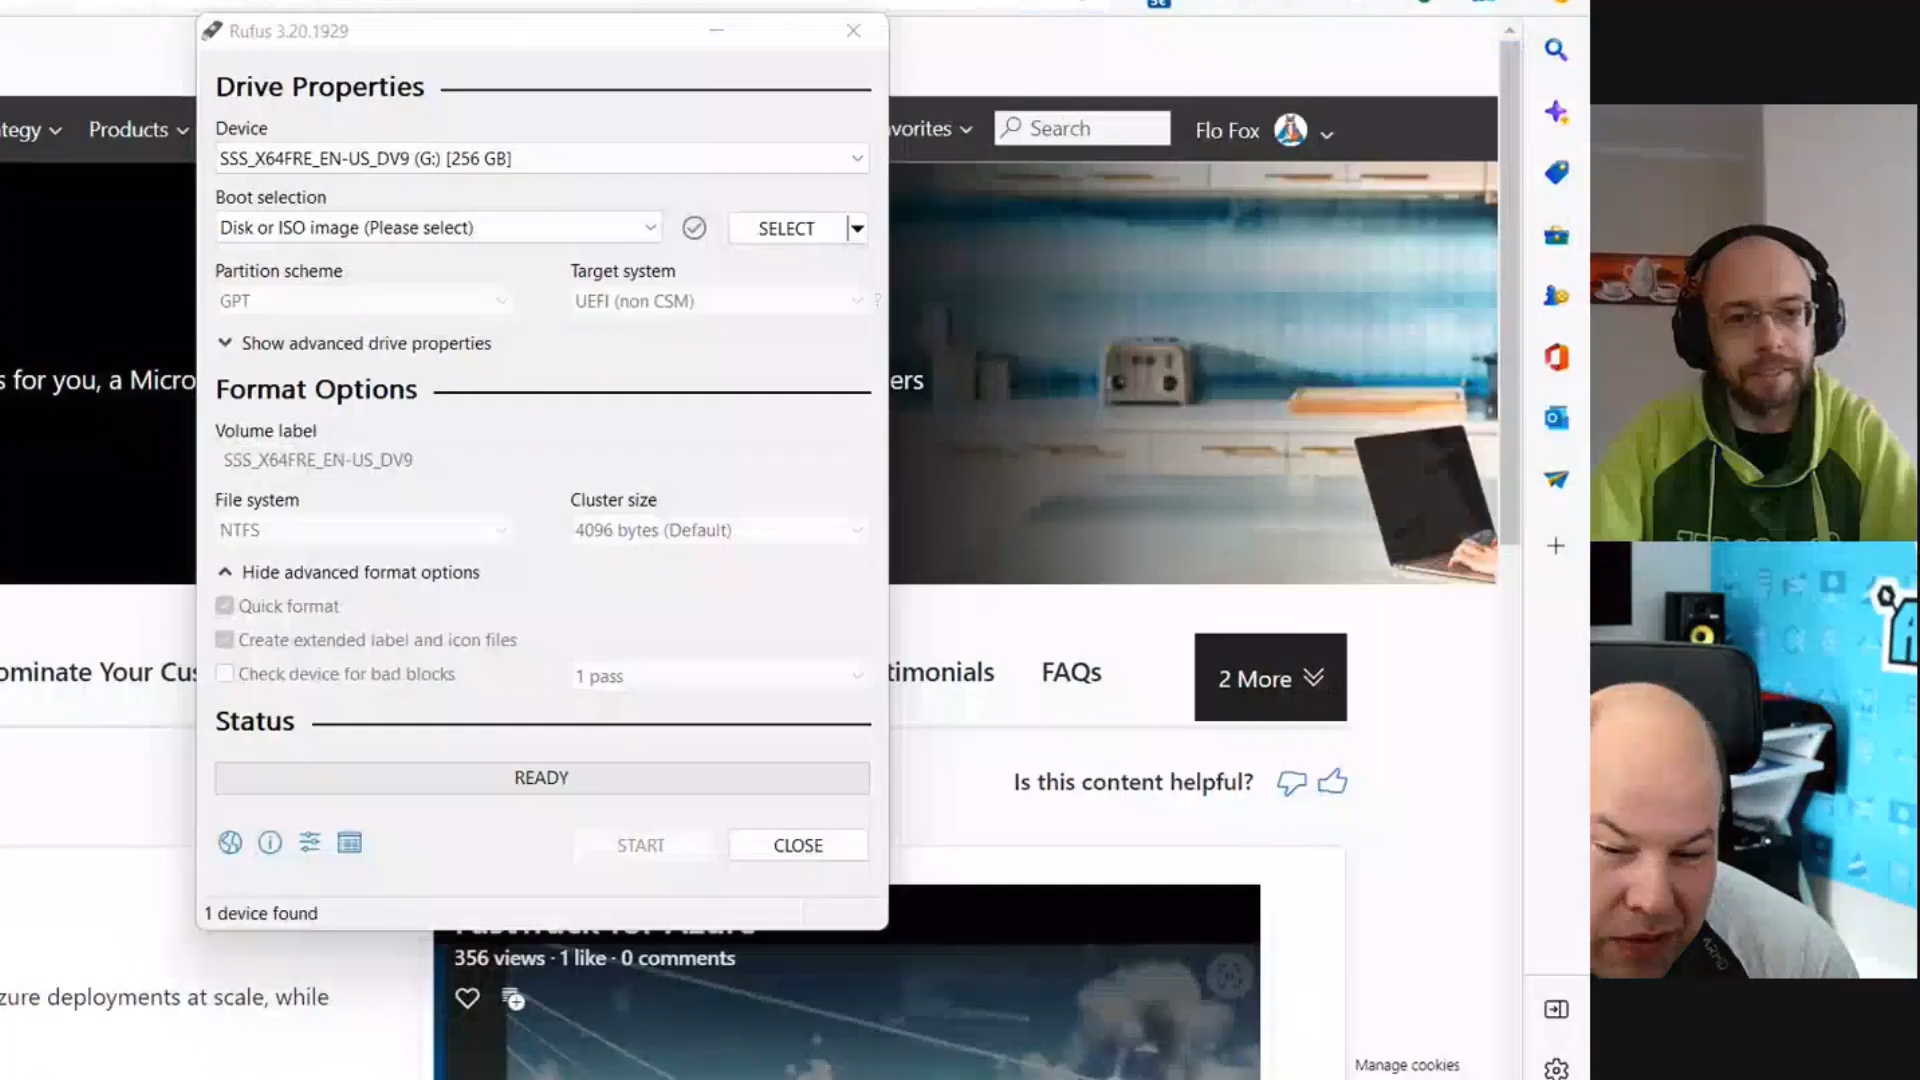 Rufus 3.20.1929
Drive Properties
Device
SSS_X64FRE_EN-US_DV9 (G:) [256 GB]
Boot selection
Disk or ISO image (Please select)
SELECT
Partition scheme
Target system
GPT
UEFI (non CSM)
?
Show advanced drive properties
Format Options
Volume label
SSS_X64FRE_EN-US_DV9
File system
Cluster size
NTFS
4096 bytes (Default)
Hide advanced format options
Quick format
Create extended label and icon files
Check device for bad blocks
1 pass
Status
READY
START
CLOSE
1 device found
tegy
Products
vorites
Search
Flo Fox
s for you, a Micro
ers
ominate Your Cus
timonials
FAQs
2 More
Is this content helpful?
zure deployments at scale, while
356 views · 1 like · 0 comments
Manage cookies